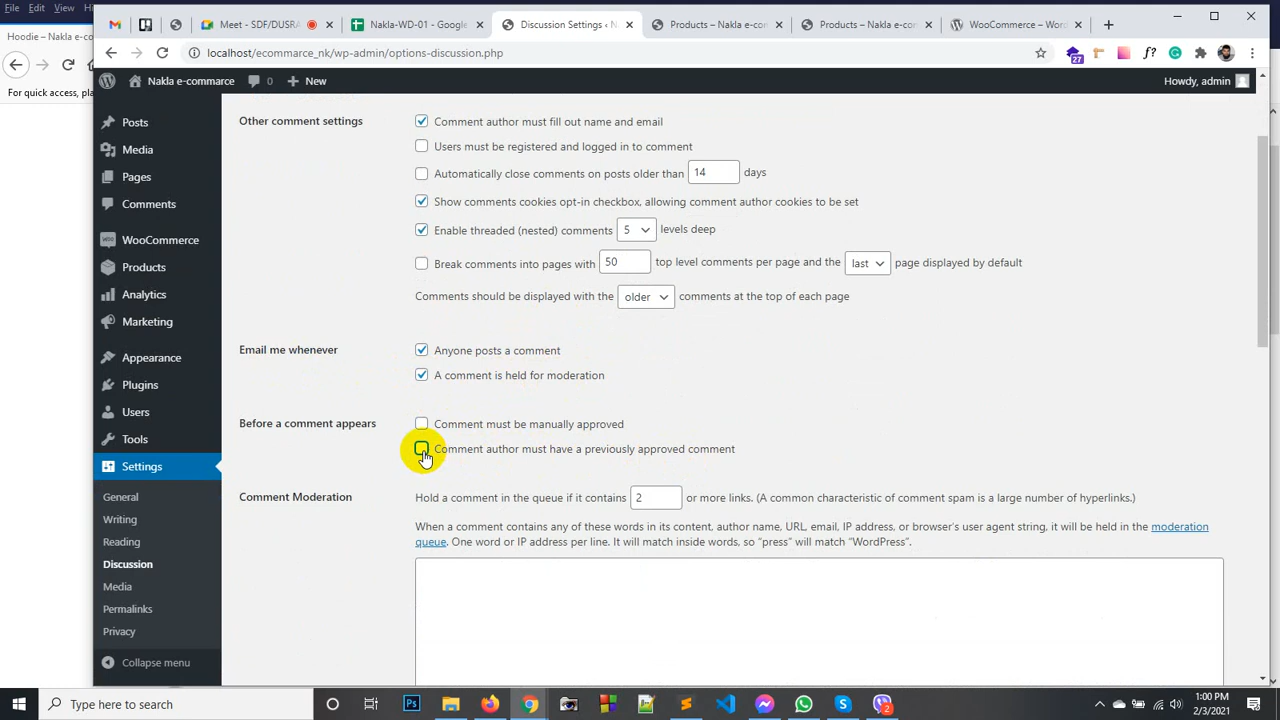 File Edit View
Hoodie – Nakla e-co
For quick access, pla
Meet - SDF/DUSRA
Nakla-WD-01 - Google
Discussion Settings ‹ N
Products – Nakla e-co
Products – Nakla e-cor
WooCommerce – Word
localhost/ecommarce_nk/wp-admin/options-discussion.php
27
f?
Nakla e-commerce
0
New
Howdy, admin
Posts
Media
Pages
Comments
WooCommerce
Products
Analytics
Marketing
Appearance
Plugins
Users
Tools
Settings
General
Writing
Reading
Discussion
Media
Permalinks
Privacy
Collapse menu
Other comment settings
Comment author must fill out name and email
Users must be registered and logged in to comment
Automatically close comments on posts older than 14 days
Show comments cookies opt-in checkbox, allowing comment author cookies to be set
Enable threaded (nested) comments 5 levels deep
Break comments into pages with 50 top level comments per page and the last page displayed by default
Comments should be displayed with the older comments at the top of each page
Email me whenever
Anyone posts a comment
A comment is held for moderation
Before a comment appears
Comment must be manually approved
Comment author must have a previously approved comment
Comment Moderation
Hold a comment in the queue if it contains 2 or more links. (A common characteristic of comment spam is a large number of hyperlinks.)
When a comment contains any of these words in its content, author name, URL, email, IP address, or browser's user agent string, it will be held in the moderation
queue. One word or IP address per line. It will match inside words, so “press” will match “WordPress”.
Type here to search
Ps
2
1:00 PM
2/3/2021